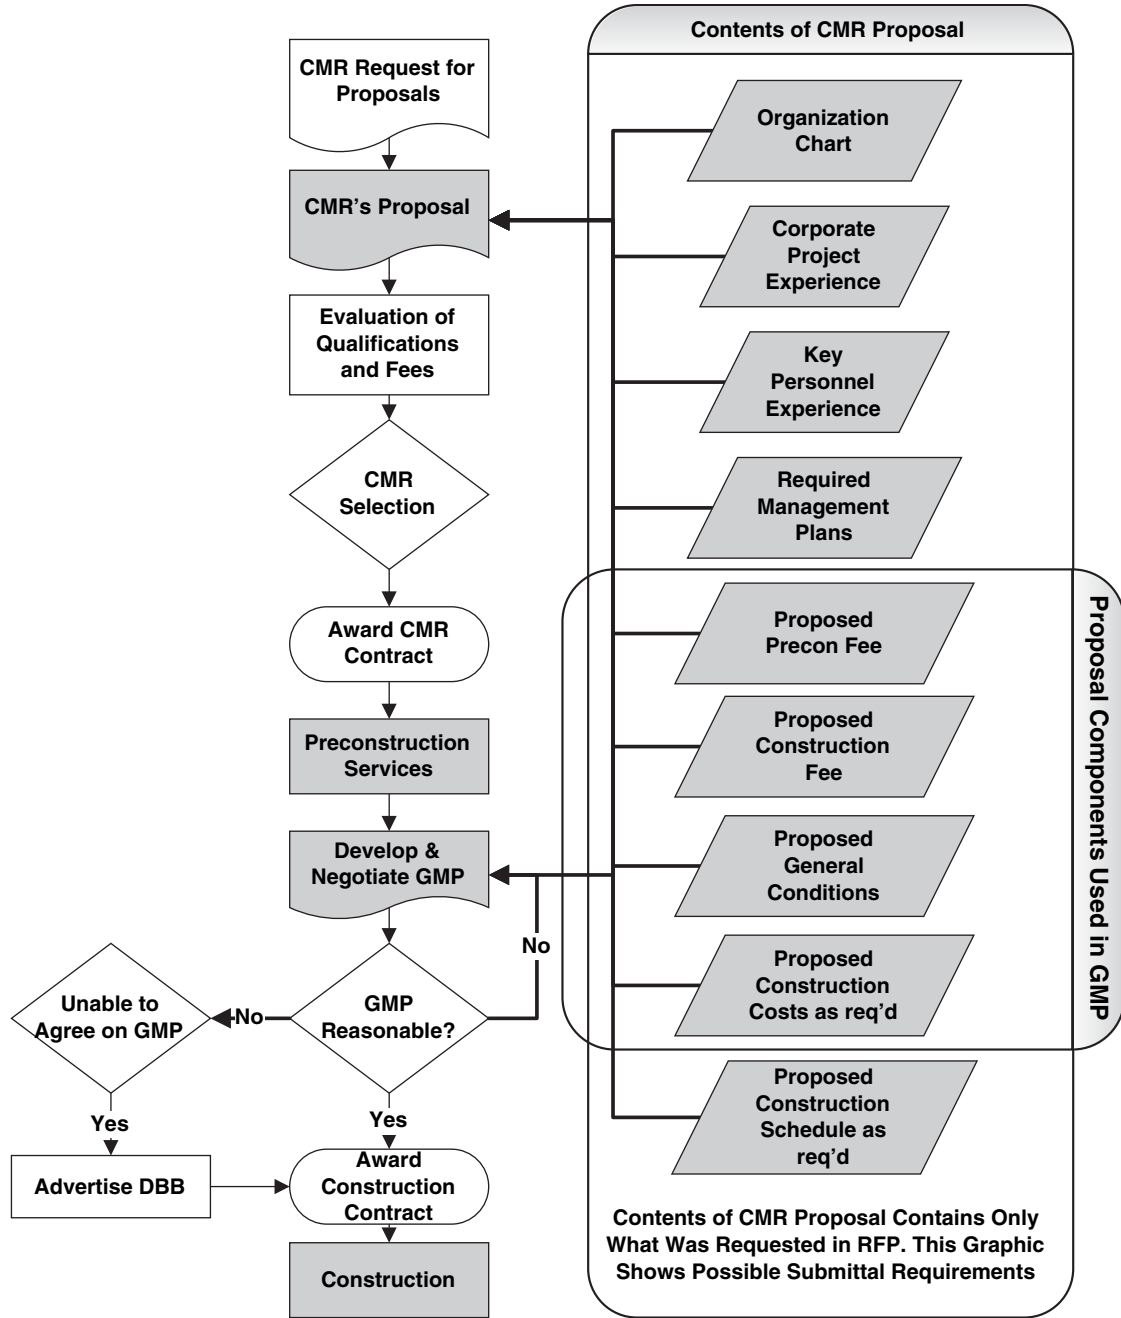 CMR Request for
Proposals
CMR's Proposal
Evaluation of
Qualifications
and Fees
CMR
Selection
Award CMR
Contract
Preconstruction
Services
Develop &
Negotiate GMP
No
GMP
Reasonable?
No
Unable to
Agree on GMP
Yes
Yes
Advertise DBB
Award
Construction
Contract
Construction
Contents of CMR Proposal
Organization
Chart
Corporate
Project
Experience
Key
Personnel
Experience
Required
Management
Plans
Proposed
Precon Fee
Proposed
Construction
Fee
Proposed
General
Conditions
Proposed
Construction
Costs as req'd
Proposal Components Used in GMP
Proposed
Construction
Schedule as
req'd
Contents of CMR Proposal Contains Only
What Was Requested in RFP. This Graphic
Shows Possible Submittal Requirements